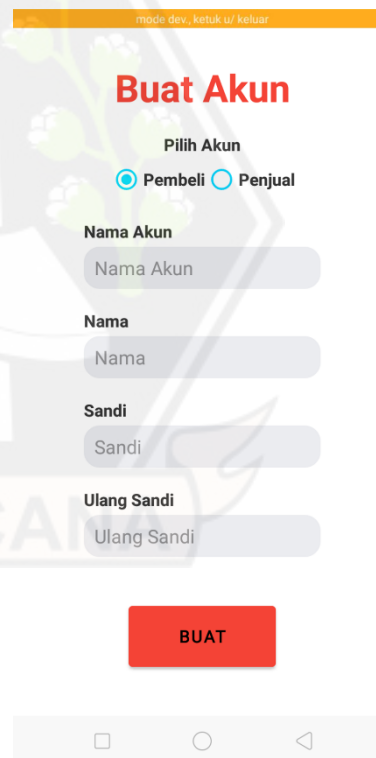 mode dev., ketuk u/ keluar
Buat Akun
Pilih Akun
Pembeli Penjual
Nama Akun
Nama Akun
Nama
Nama
Sandi
Sandi
Ulang Sandi
CANA
Ulang Sandi
BUAT